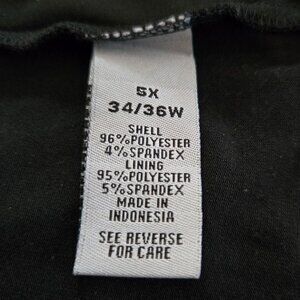 5X
34/36W
SHELL
96%POLYESTER
4%SPANDEX
LINING
95%POLYESTER
5%SPANDEX
MADE IN
INDONESIA
SEE REVERSE
FOR CARE